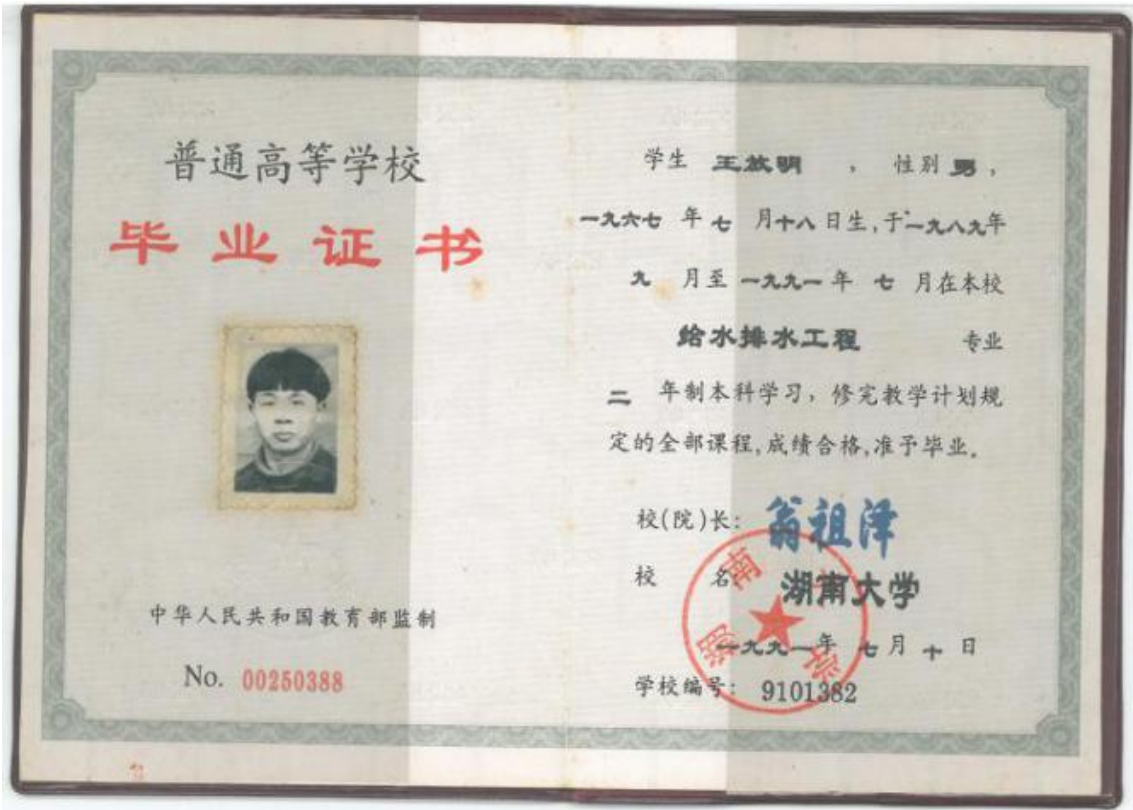 普通高等学校
毕业证书
中华人民共和国教育部监制
No. 00250388
学生 王放明 , 性别 男,
一九六七 年 七 月十八日生,于一九八九年
九 月至 一九九一 年 七 月在本校
给水排水工程 专业
二 年制本科学习, 修完教学计划规
定的全部课程,成绩合格,准予毕业。
校(院)长: 翁祖泽
校 名 湖南大学
一九九一年 七 月 十 日
学校编号: 9101382
湖南大学